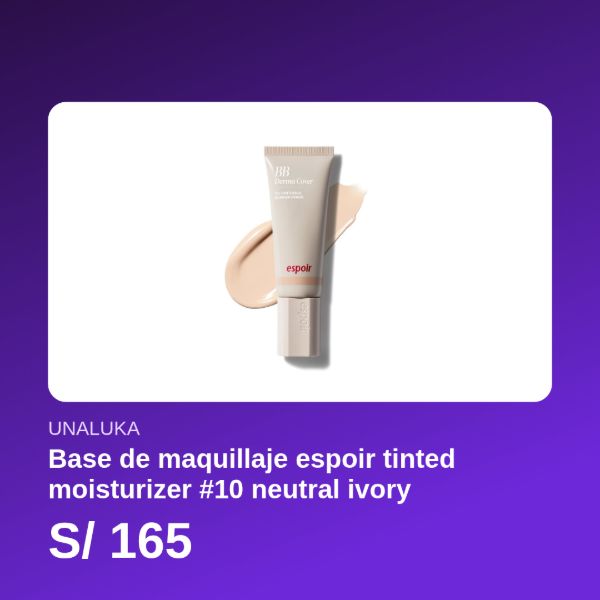 BB
Derma Cover
espoir
UNALUKA
Base de maquillaje espoir tinted
moisturizer #10 neutral ivory
S/ 165